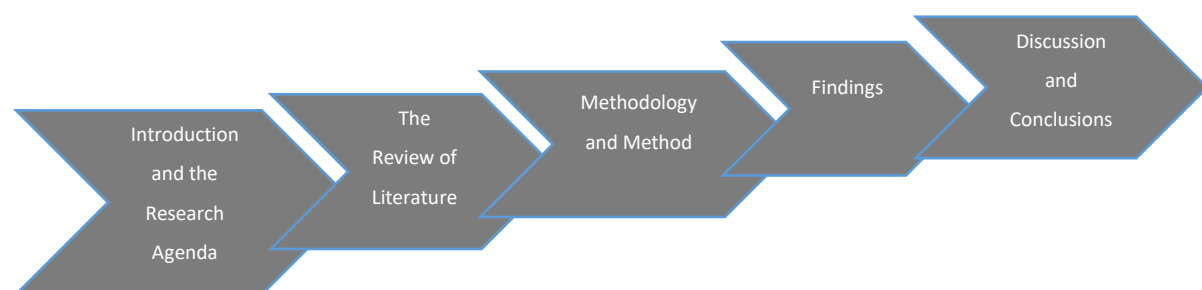 Introduction
and the
Research
Agenda
The
Review of
Literature
Methodology
and Method
Findings
Discussion
and
Conclusions